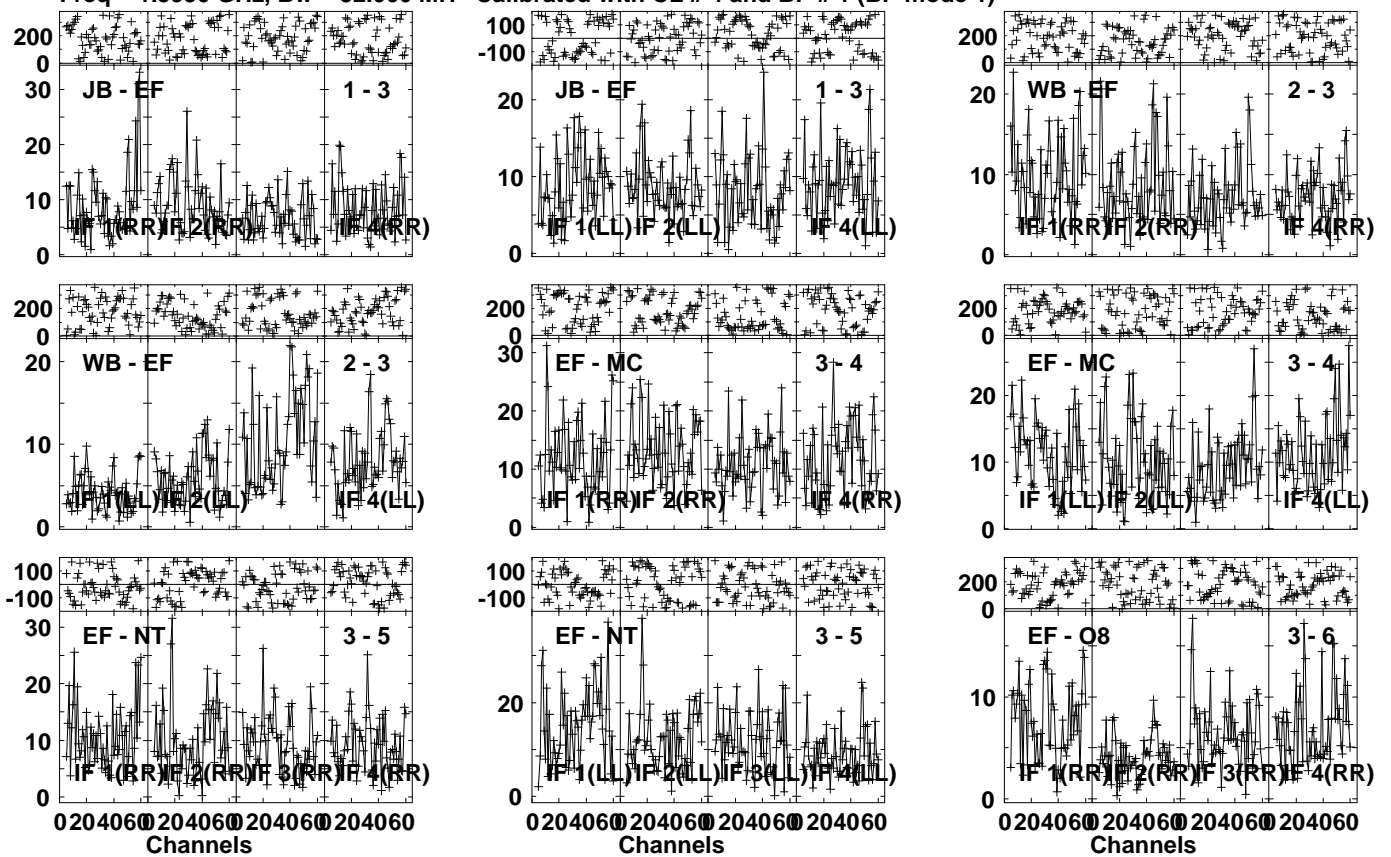 Freq GHz, Calibrated with CL # and BP # (BP mode
200
0
30
20
10
0
JB - EF
1 - 3
IF 1(RR)
IF 2(RR)
IF 4(RR)
100
-100
20
10
0
JB - EF
1 - 3
IF 1(LL)
IF 2(LL)
IF 4(LL)
200
0
20
10
0
WB - EF
2 - 3
IF 1(RR)
IF 2(RR)
IF 4(RR)
200
0
20
10
0
WB - EF
2 - 3
IF 1(LL)
IF 2(LL)
IF 4(LL)
200
0
30
20
10
0
EF - MC
3 - 4
IF 1(RR)
IF 2(RR)
IF 4(RR)
200
0
20
10
0
EF - MC
3 - 4
IF 1(LL)
IF 2(LL)
IF 4(LL)
100
-100
30
20
10
0
EF - NT
3 - 5
IF 1(RR)
IF 2(RR)
IF 3(RR)
IF 4(RR)
0 20 40 60 0 20 40 60 0 20 40 60 0 20 40 60
Channels
100
-100
20
0
EF - NT
3 - 5
IF 1(LL)
IF 2(LL)
IF 3(LL)
IF 4(LL)
0 20 40 60 0 20 40 60 0 20 40 60 0 20 40 60
Channels
200
0
10
0
EF - O8
3 - 6
IF 1(RR)
IF 2(RR)
IF 3(RR)
IF 4(RR)
0 20 40 60 0 20 40 60 0 20 40 60 0 20 40 60
Channels